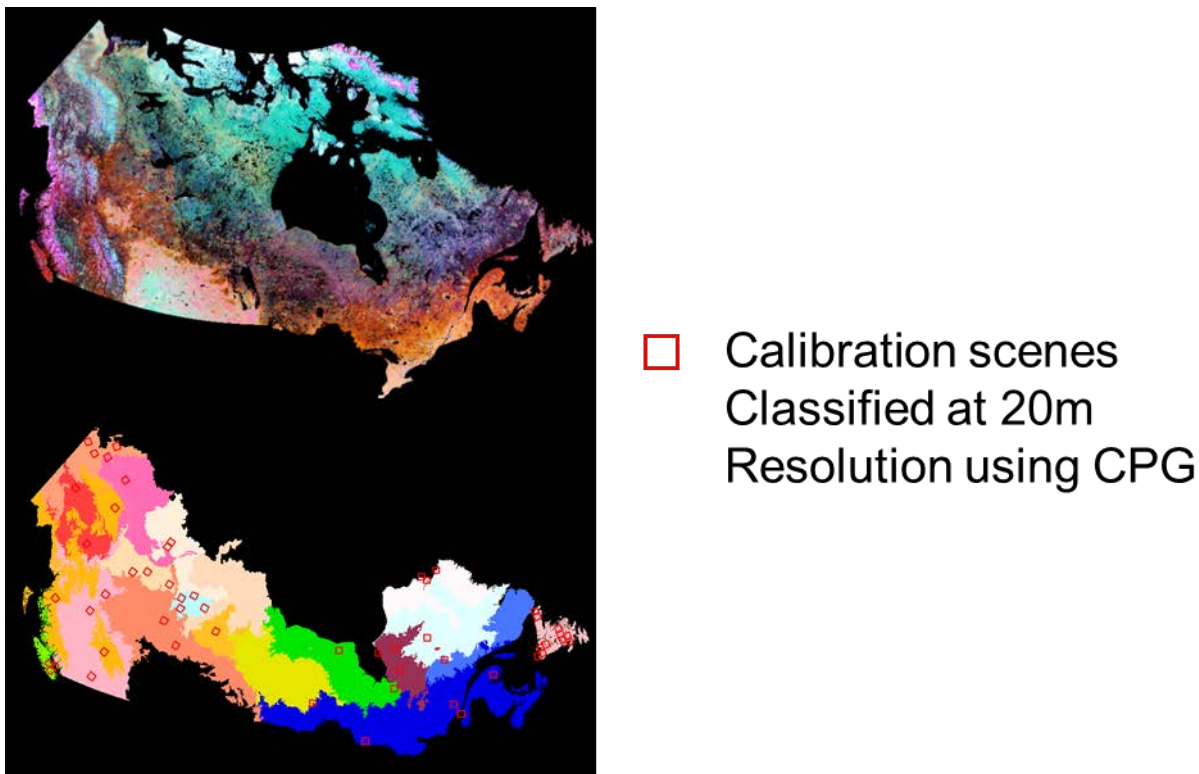 Calibration scenes
Classified at 20m
Resolution using CPG